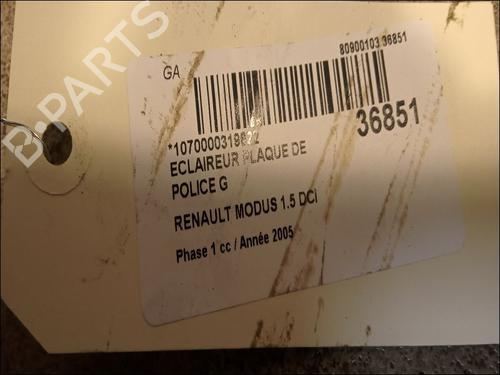 B-PARTS
GA
80900103 36851
36851
ECLAIREUR PLAQUE DE
POLICE G
RENAULT MODUS 1.5 DCI
Phase 1 cc / Année 2005